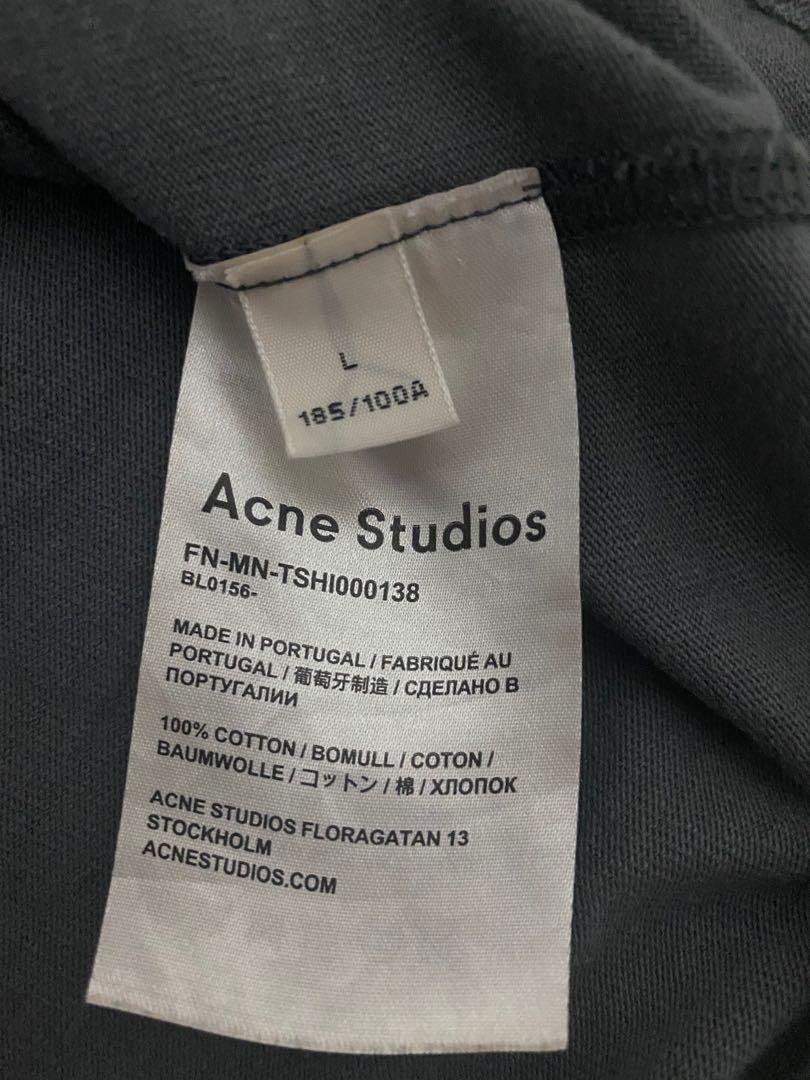 L
185/100A
Acne Studios
FN-MN-TSHI000138
BL0156-
MADE IN PORTUGAL / FABRIQUÉ AU
PORTUGAL / 葡萄牙制造 / СДЕЛАНО В
ПОРТУГАЛИИ
100% COTTON / BOMULL / COTON /
BAUMWOLLE / コットン / 棉 / ХЛОПОК
ACNE STUDIOS FLORAGATAN 13
STOCKHOLM
ACNESTUDIOS.COM